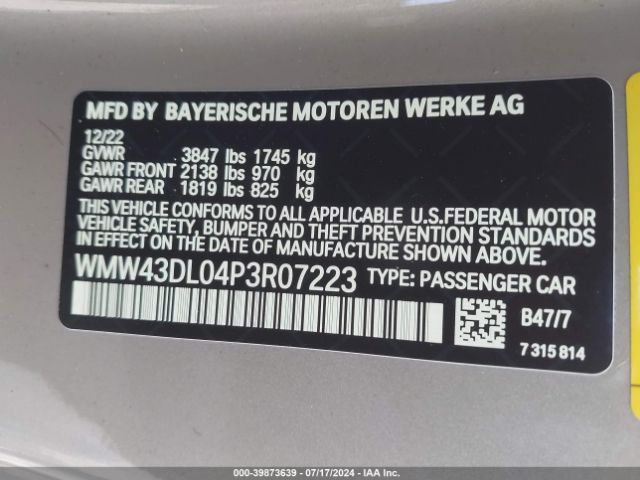 MFD BY BAYERISCHE MOTOREN WERKE AG
12/22
GVWR 3847 lbs 1745 kg
GAWR FRONT 2138 lbs 970 kg
GAWR REAR 1819 lbs 825 kg
THIS VEHICLE CONFORMS TO ALL APPLICABLE U.S.FEDERAL MOTOR
VEHICLE SAFETY, BUMPER AND THEFT PREVENTION STANDARDS
IN EFFECT ON THE DATE OF MANUFACTURE SHOWN ABOVE.
WMW43DL04P3R07223 TYPE: PASSENGER CAR
B47/7
7 315 814
000-39873639 | 07/17/2024 | IAA Inc.